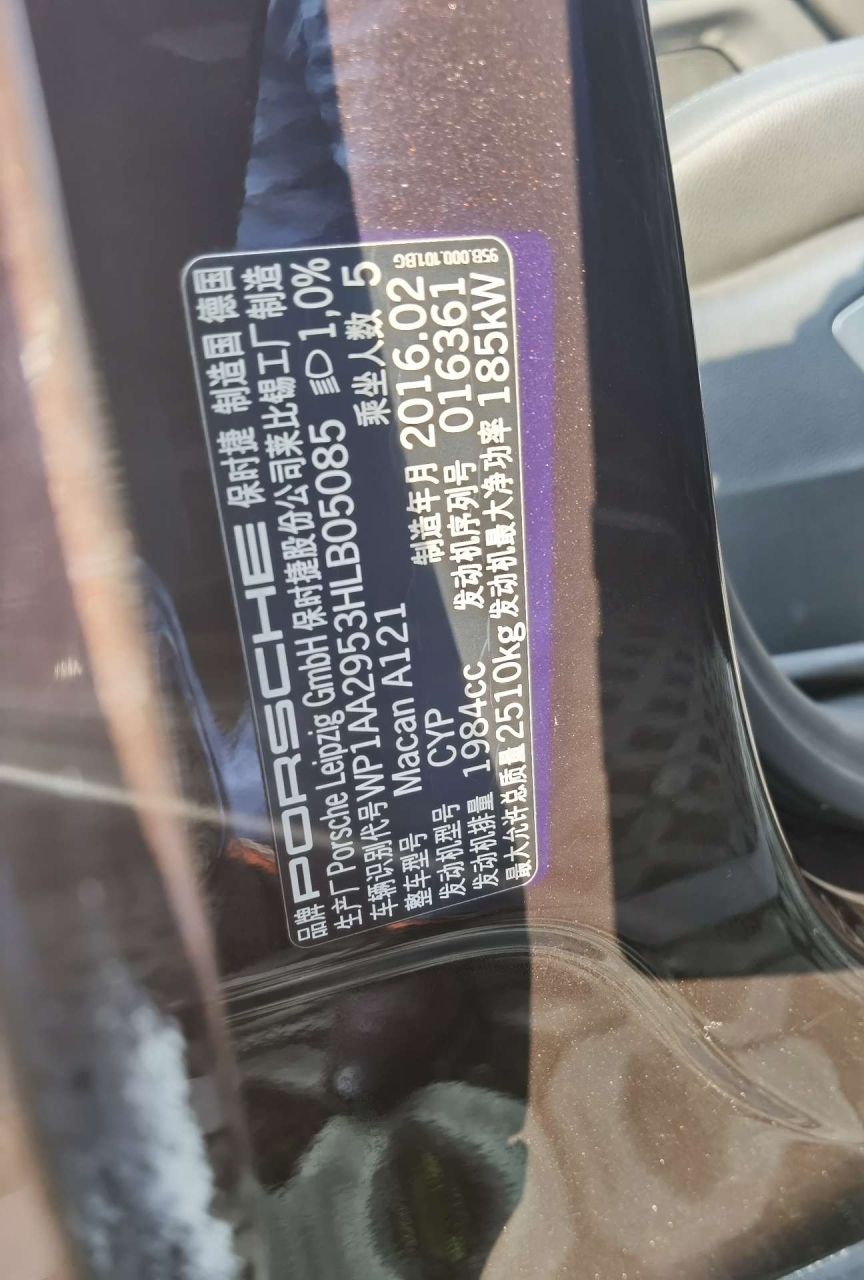 品牌 PORSCHE 保时捷 制造国 德国
生产厂 Porsche Leipzig GmbH 保时捷股份公司莱比锡工厂 制造
车辆识别代号 WP1AA2953HLB05085 1,0%
整车型号 Macan A121 乘坐人数 5
发动机型号 CYP 制造年月 2016.02
发动机排量 1984cc 发动机序列号 016361
最大允许总质量 2510kg 发动机最大净功率 185kW
95B.000.101.BG